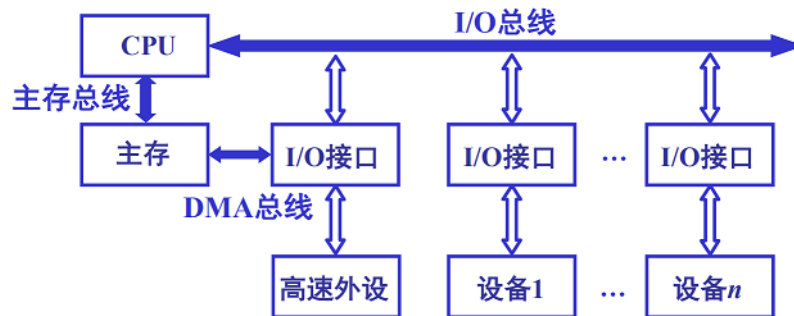 I/O总线
CPU
主存总线
主存
I/O接口
I/O接口
…
I/O接口
DMA总线
高速外设
设备1
…
设备n